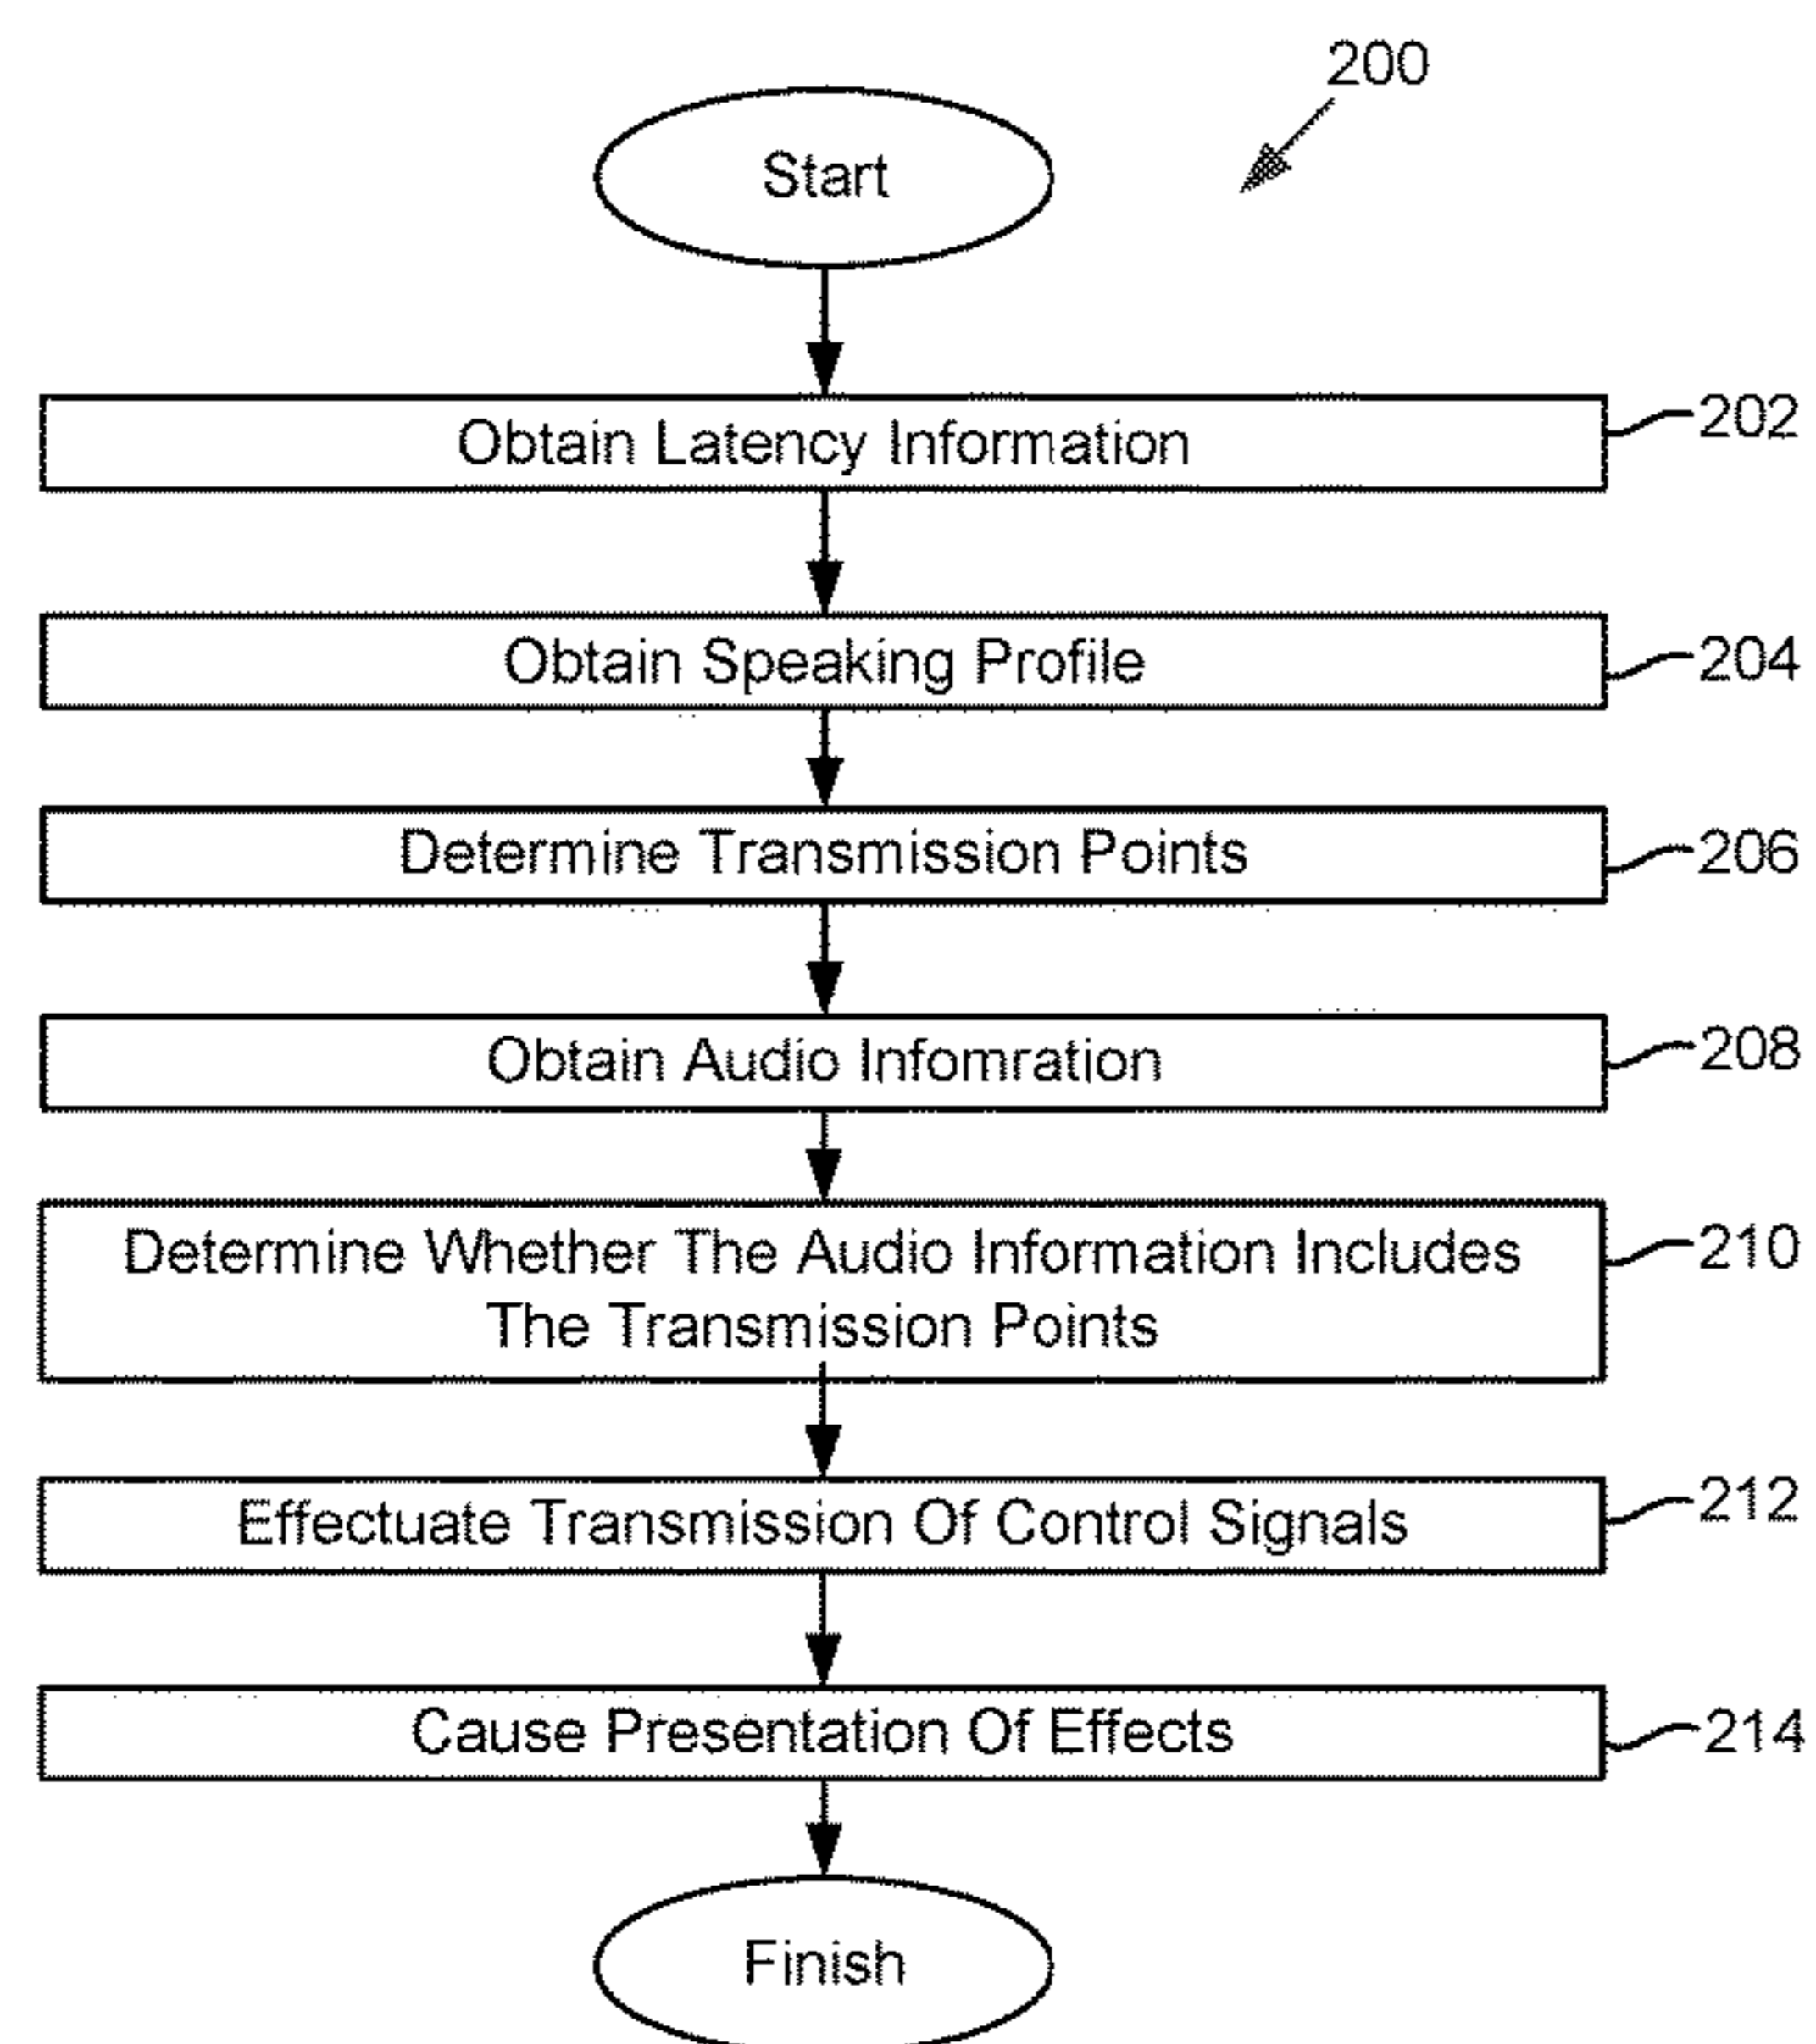 200
Start
Obtain Latency Information
202
Obtain Speaking Profile
204
Determine Transmission Points
206
Obtain Audio Infomration
208
Determine Whether The Audio Information Includes
The Transmission Points
210
Effectuate Transmission Of Control Signals
212
Cause Presentation Of Effects
214
Finish